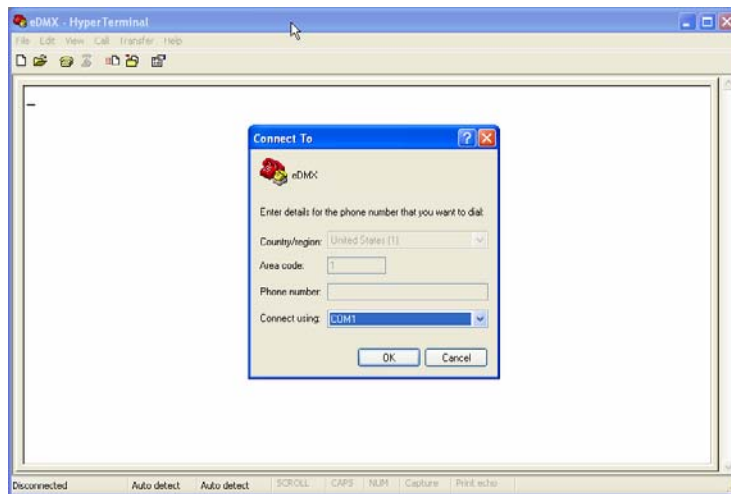 eDMX - HyperTerminal
File Edit View Call Transfer Help
Connect To
eDMX
Enter details for the phone number that you want to dial:
Country/region: United States (1)
Area code: 1
Phone number:
Connect using: COM1
OK Cancel
Disconnected Auto detect Auto detect SCROLL CAPS NUM Capture Print echo